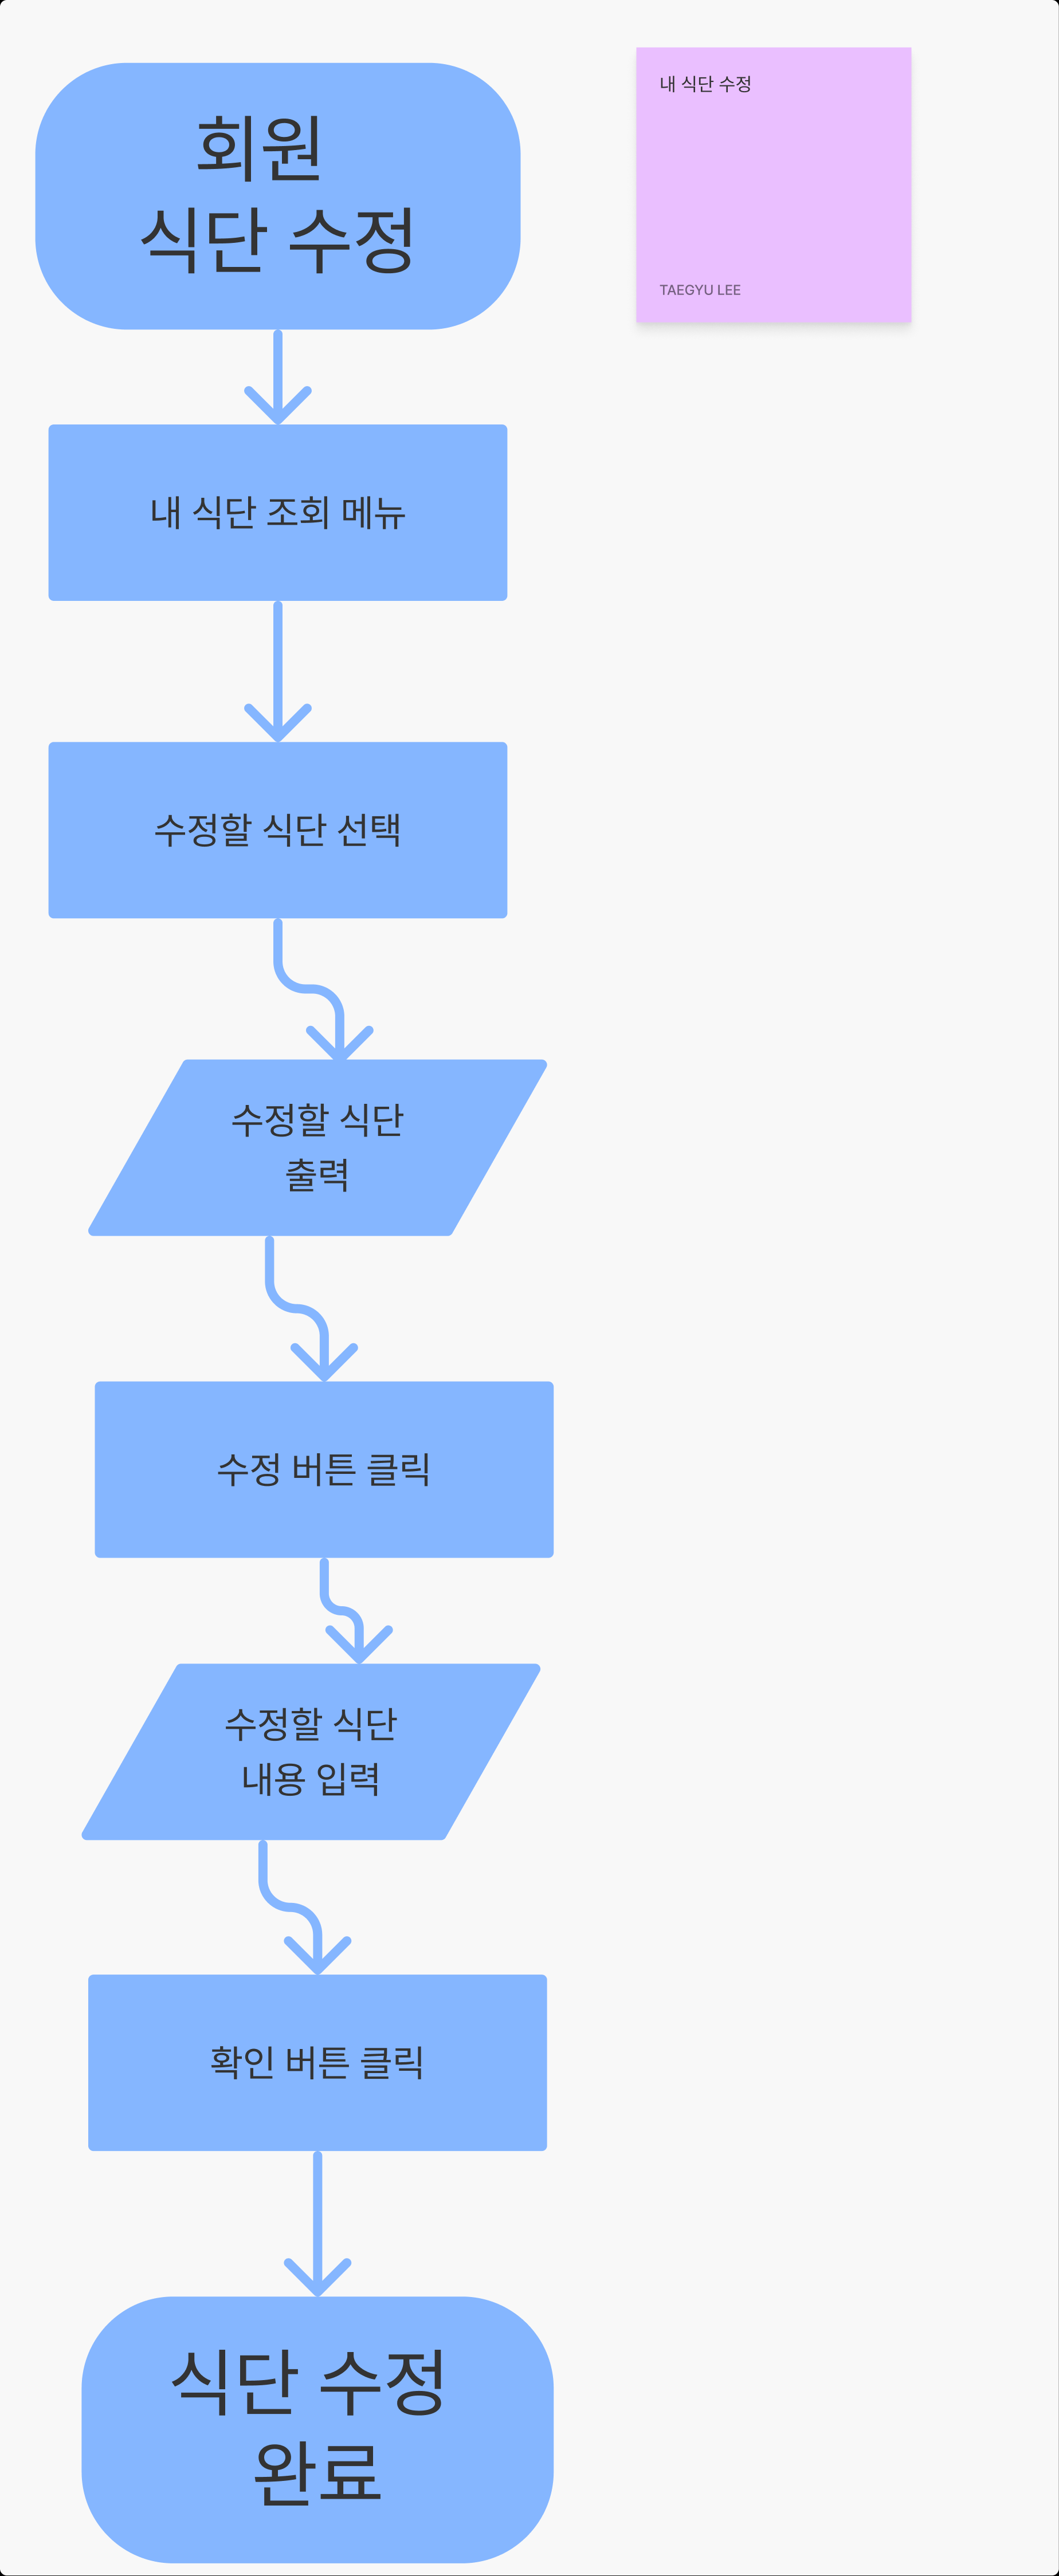 회원
식단 수정
내 식단 수정
TAEGYU LEE
내 식단 조회 메뉴
수정할 식단 선택
수정할 식단
출력
수정 버튼 클릭
수정할 식단
내용 입력
확인 버튼 클릭
식단 수정
완료